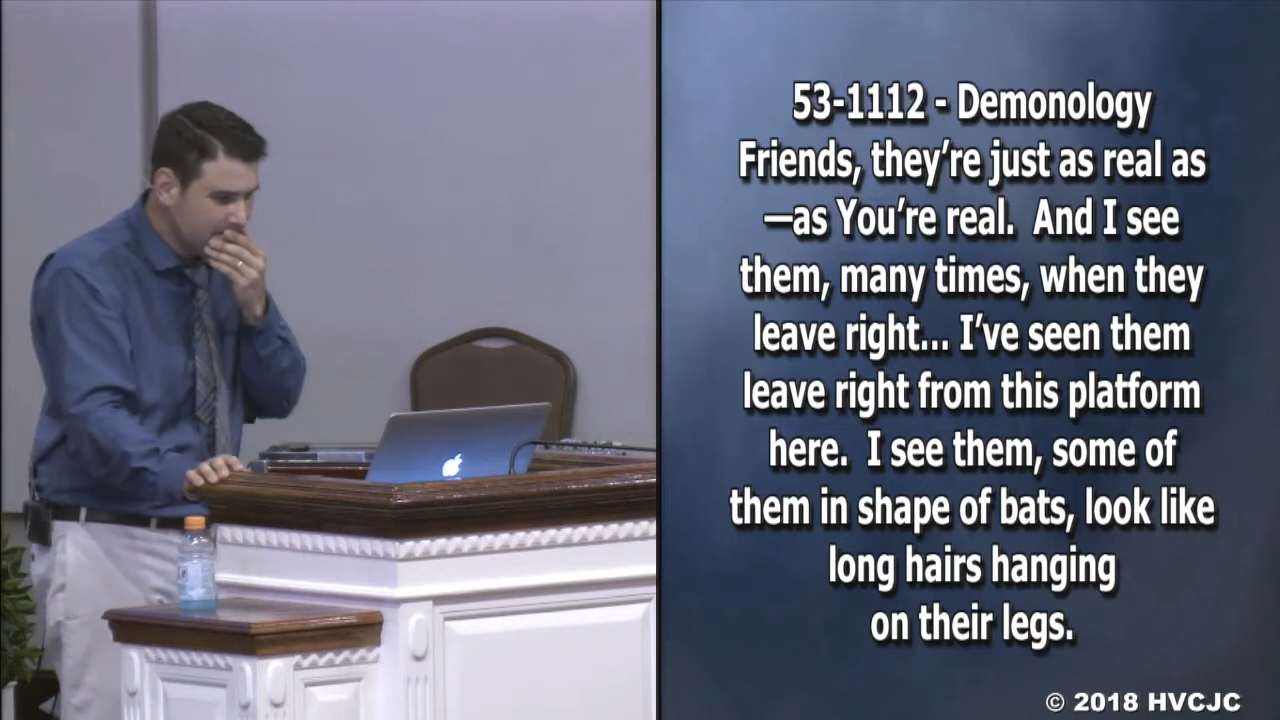 53-1112 - Demonology
Friends, they're just as real as
—as You're real.  And I see
them, many times, when they
leave right... I've seen them
leave right from this platform
here.  I see them, some of
them in shape of bats, look like
long hairs hanging
on their legs.
© 2018 HVCJC